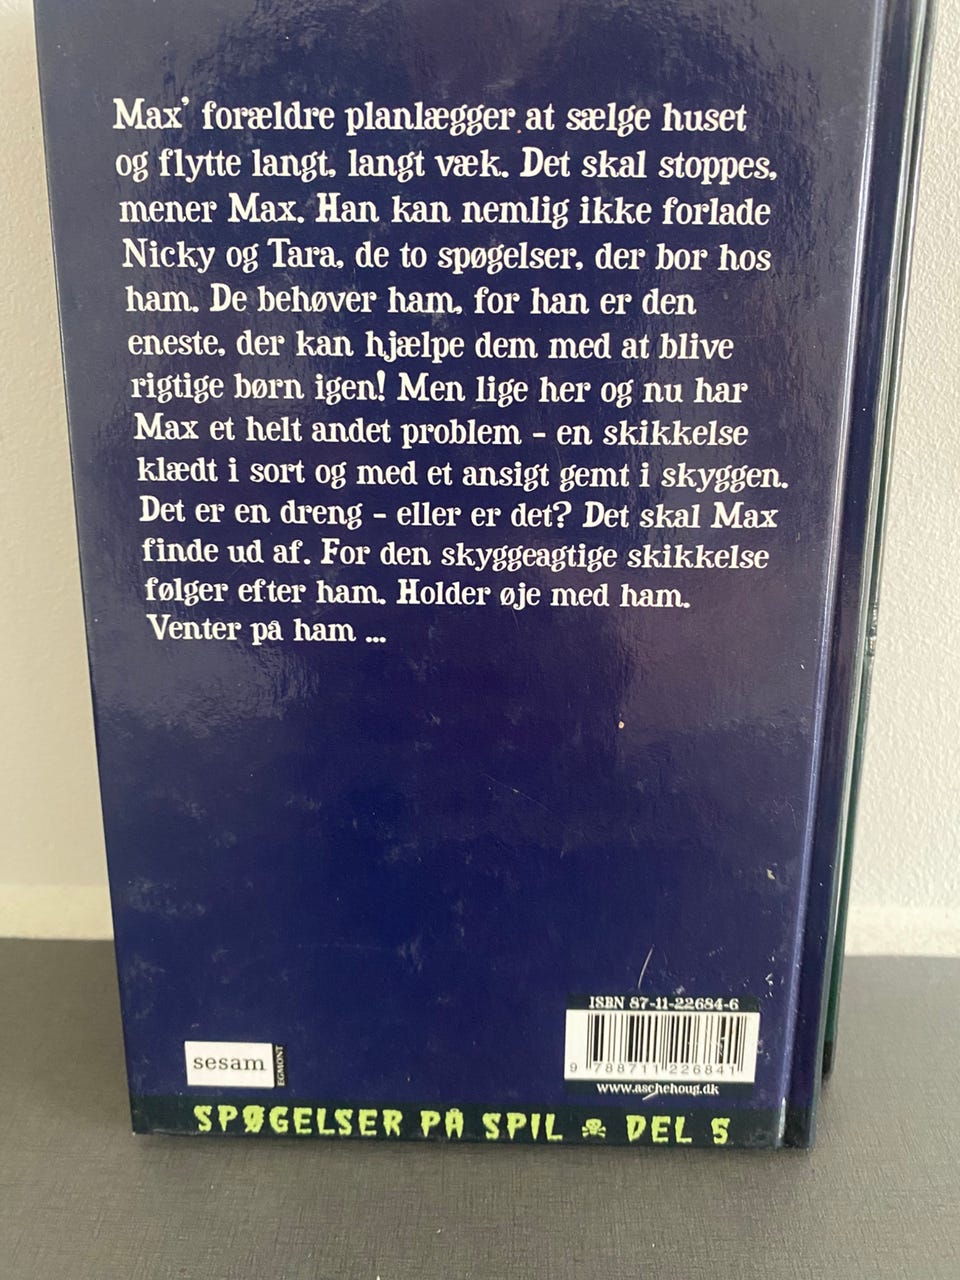 Max' forældre planlægger at sælge huset
og flytte langt, langt væk. Det skal stoppes,
mener Max. Han kan nemlig ikke forlade
Nicky og Tara, de to spøgelser, der bor hos
ham. De behøver ham, for han er den
eneste, der kan hjælpe dem med at blive
rigtige børn igen! Men lige her og nu har
Max et helt andet problem - en skikkelse
klædt i sort og med et ansigt gemt i skyggen.
Det er en dreng - eller er det? Det skal Max
finde ud af. For den skyggeagtige skikkelse
følger efter ham. Holder øje med ham.
Venter på ham ...
ISBN 87-11-22684-6
9 788711 226841
www.aschehoug.dk
sesam
EGMONT
SPØGELSER PÅ SPIL DEL 5